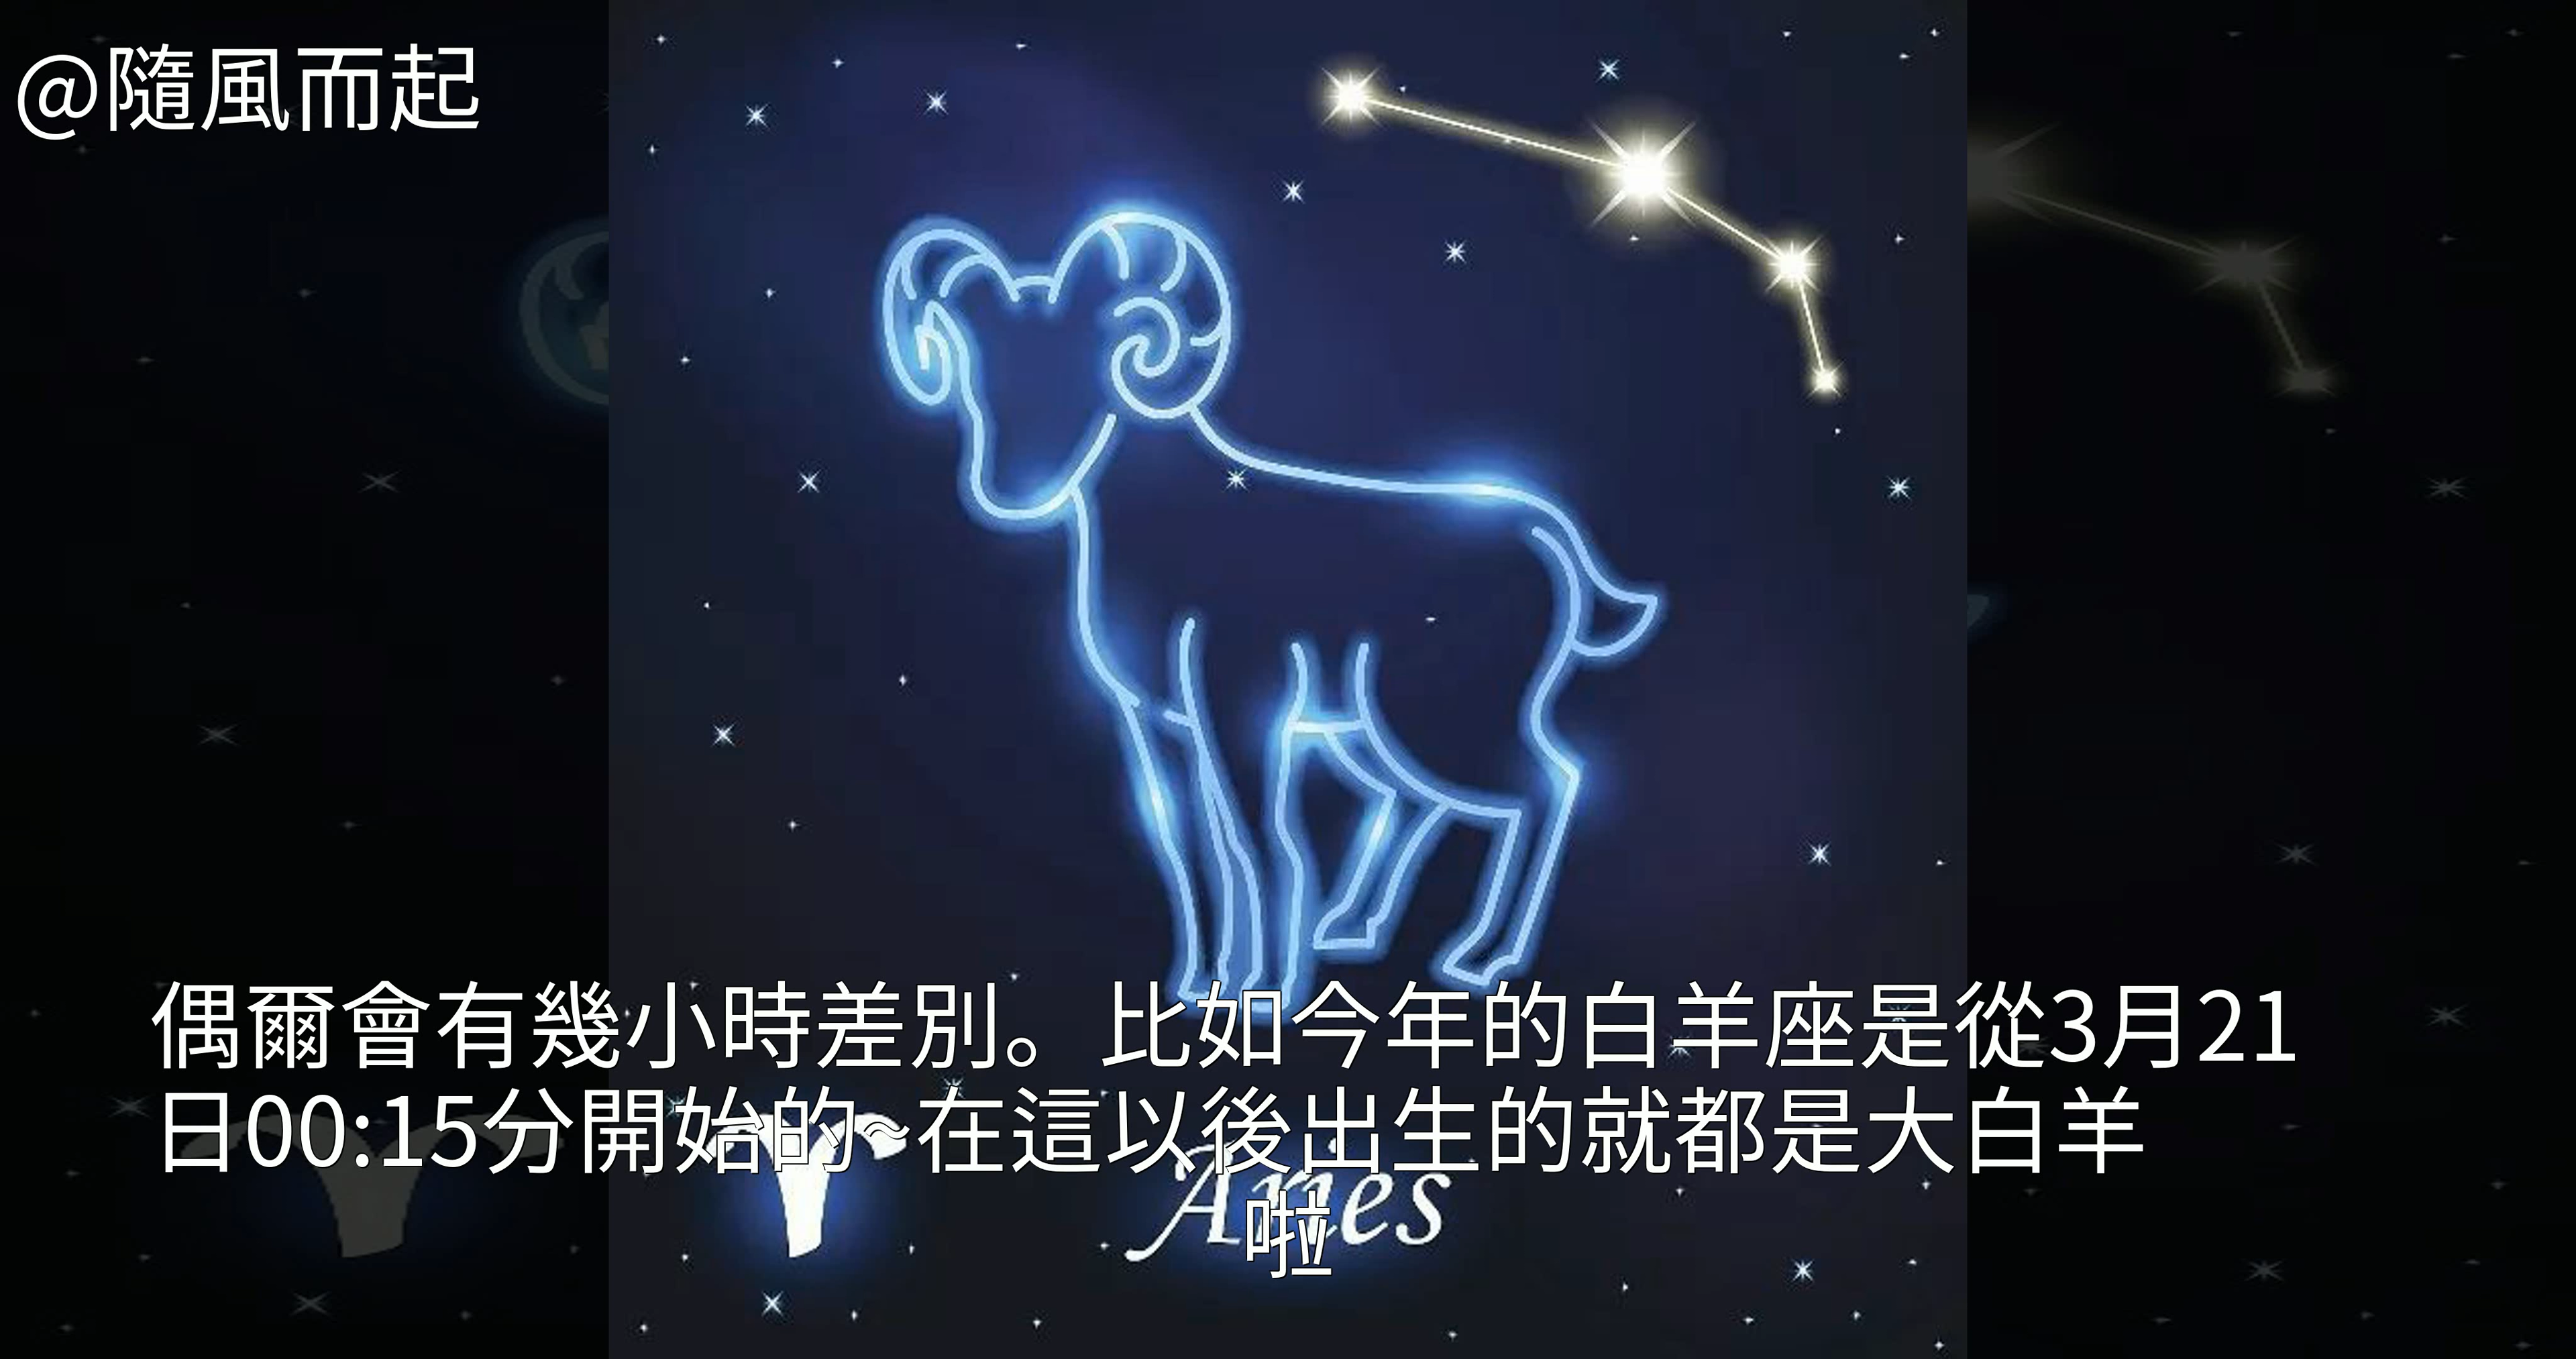 @隨風而起
偶爾會有幾小時差別。比如今年的白羊座是從3月21
日00:15分開始的~在這以後出生的就都是大白羊
啦
Aries